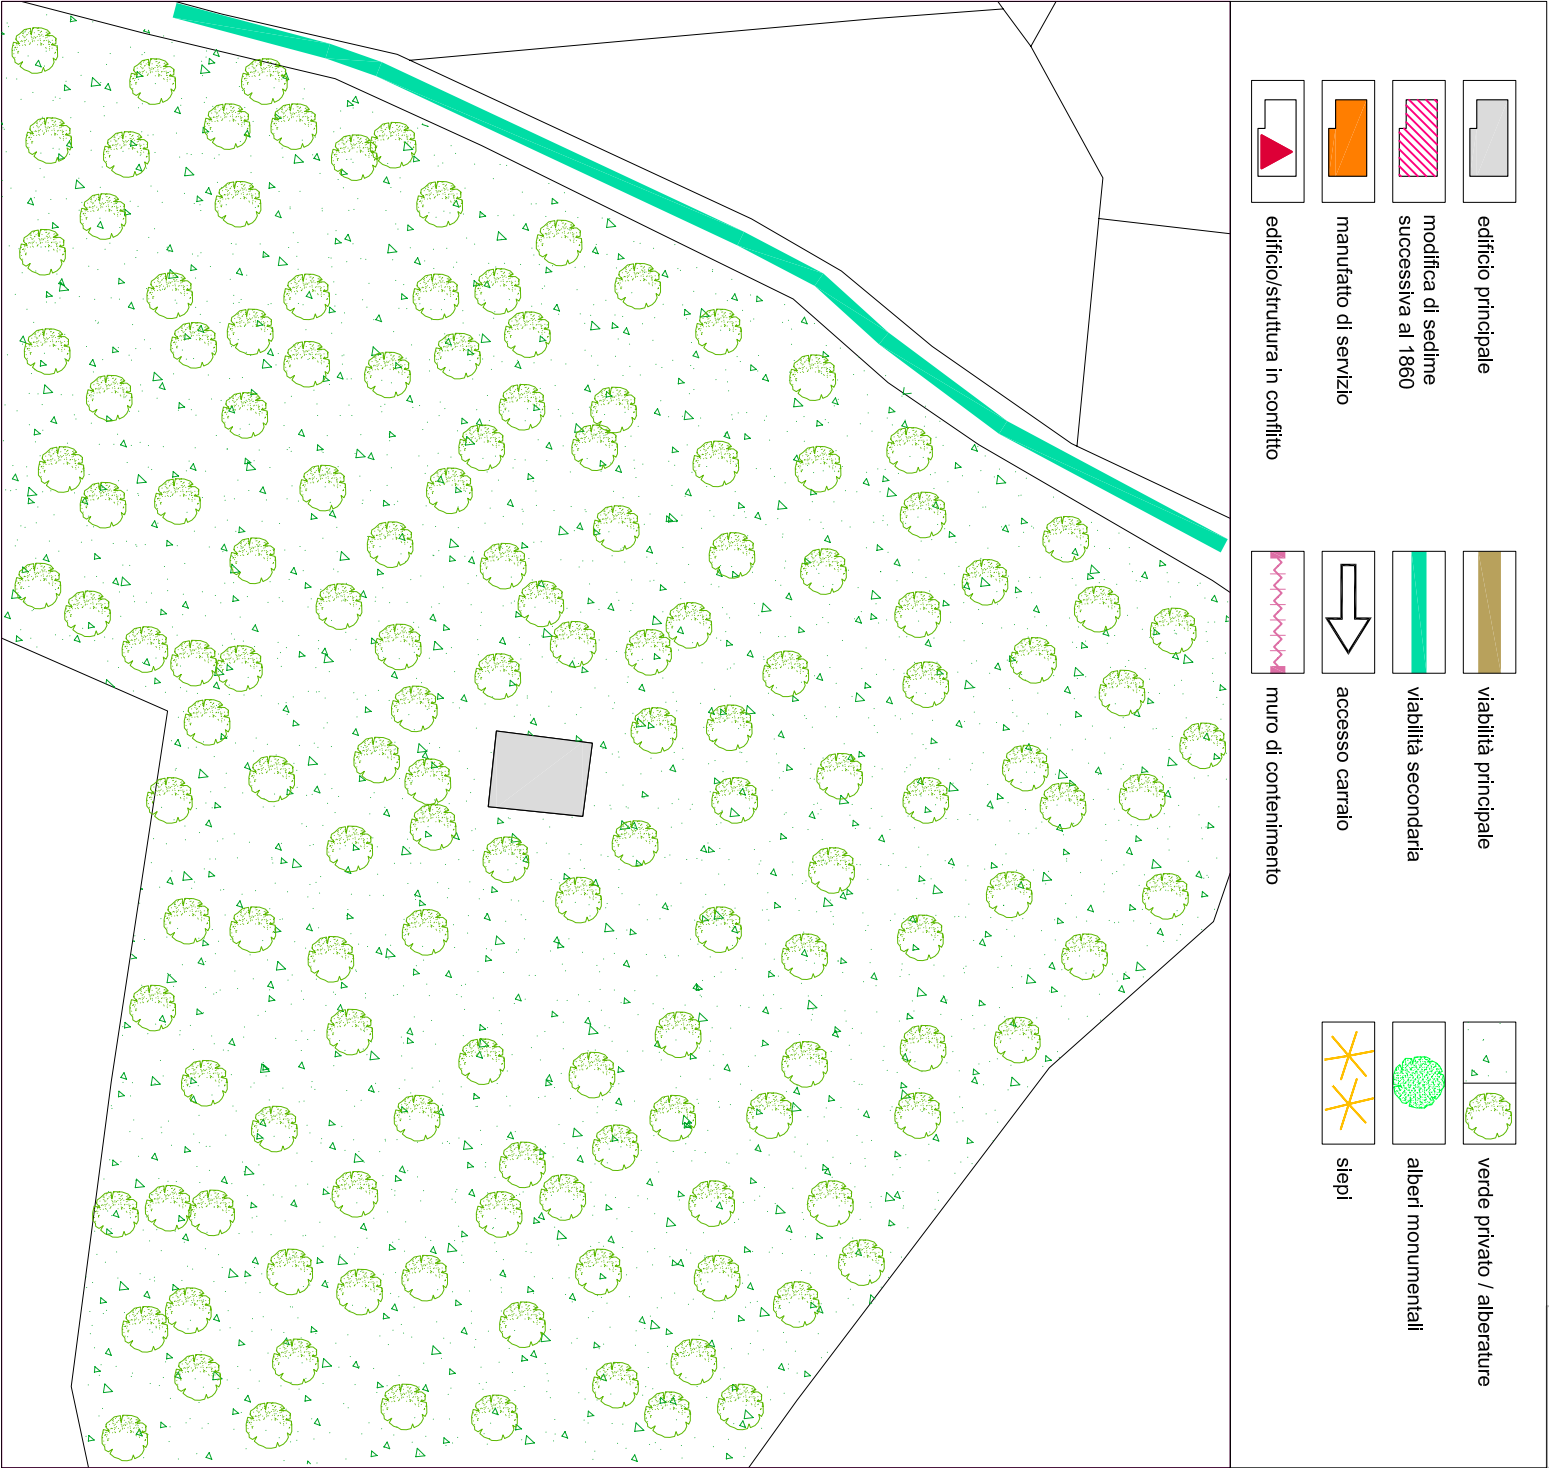 edificio principale
modifica di sedime
successiva al 1860
manufatto di servizio
edificio/struttura in conflitto
viabilità principale
viabilità secondaria
accesso carraio
muro di contenimento
verde privato / alberature
alberi monumentali
siepi